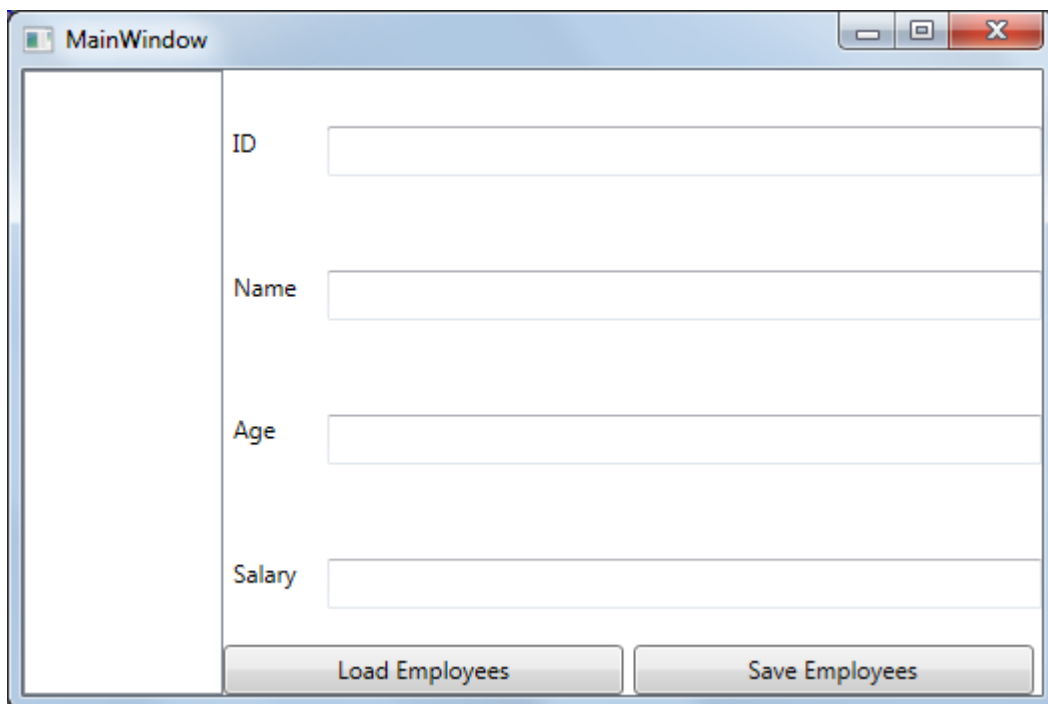 MainWindow
ID
Name
Age
Salary
Load Employees
Save Employees